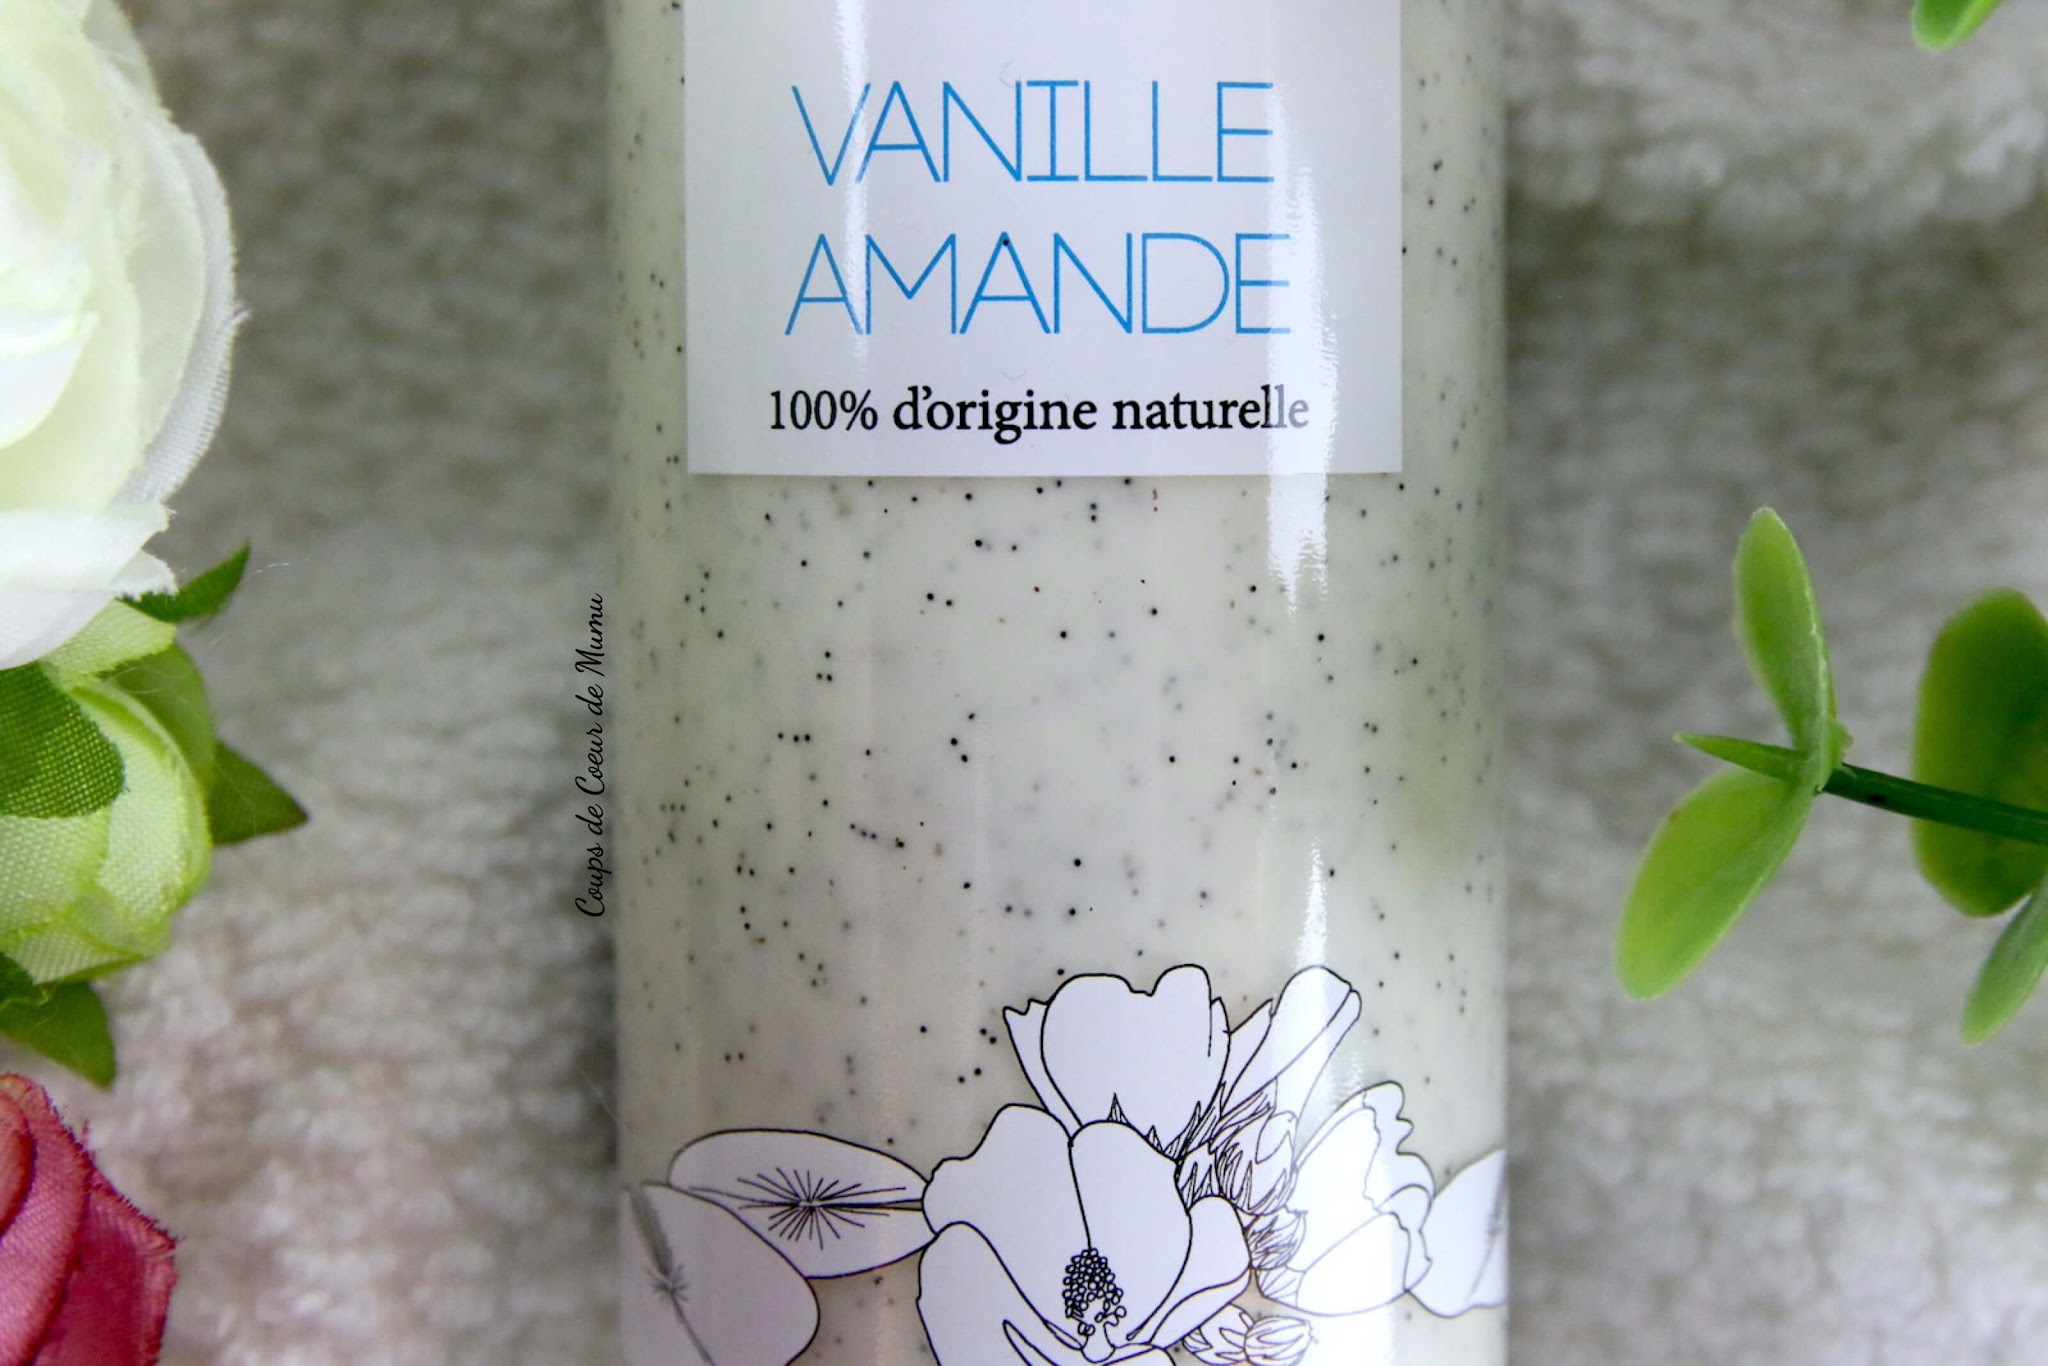 VANILLE
AMANDE
100% d'origine naturelle
Coups de Coeur de Mumu